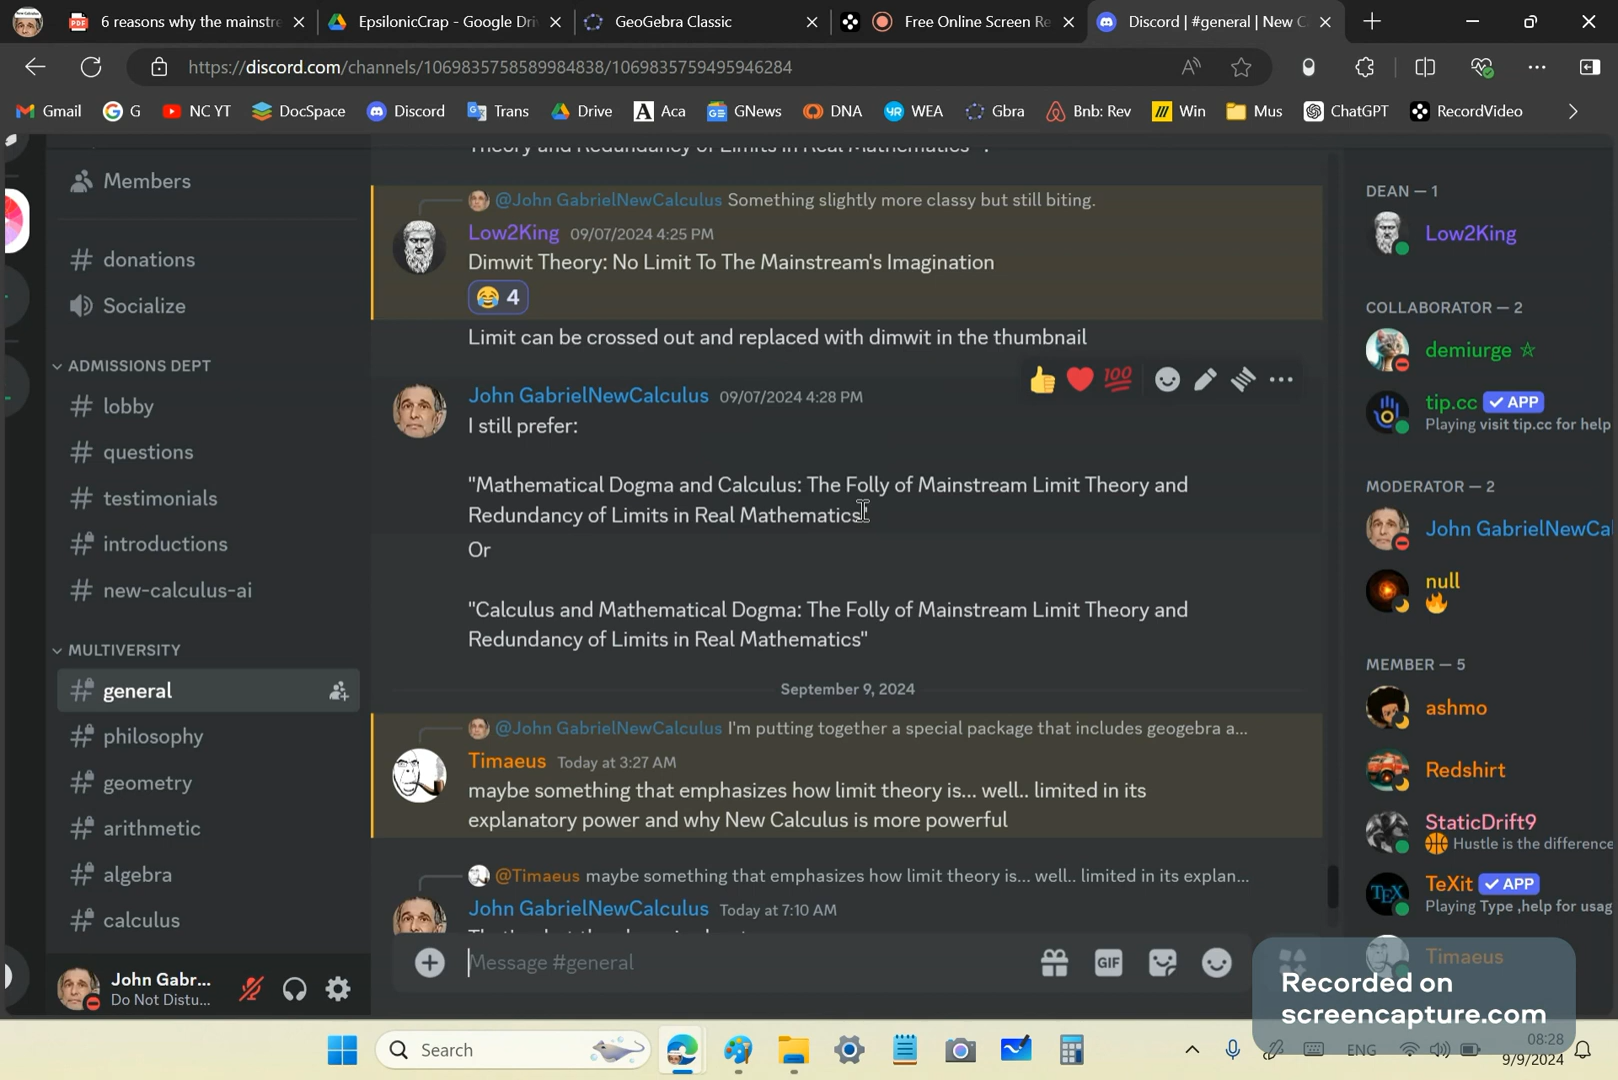 6 reasons why the mainstre
EpsilonicCrap - Google Dri
GeoGebra Classic
Free Online Screen Re
Discord | #general | New C
https://discord.com/channels/1069835758589984838/1069835759495946284
Gmail
G
NC YT
DocSpace
Discord
Trans
Drive
Aca
GNews
DNA
WEA
Gbra
Bnb: Rev
Win
Mus
ChatGPT
RecordVideo
Members
donations
Socialize
ADMISSIONS DEPT
lobby
questions
testimonials
introductions
new-calculus-ai
MULTIVERSITY
general
philosophy
geometry
arithmetic
algebra
calculus
John Gabr...
Do Not Distu...
Theory and Redundancy of Limits in Real Mathematics" .
@John GabrielNewCalculus Something slightly more classy but still biting.
Low2King 09/07/2024 4:25 PM
Dimwit Theory: No Limit To The Mainstream's Imagination
😂 4
Limit can be crossed out and replaced with dimwit in the thumbnail
John GabrielNewCalculus 09/07/2024 4:28 PM
I still prefer:
"Mathematical Dogma and Calculus: The Folly of Mainstream Limit Theory and
Redundancy of Limits in Real Mathematics"
Or
"Calculus and Mathematical Dogma: The Folly of Mainstream Limit Theory and
Redundancy of Limits in Real Mathematics"
September 9, 2024
@John GabrielNewCalculus I'm putting together a special package that includes geogebra a...
Timaeus Today at 3:27 AM
maybe something that emphasizes how limit theory is... well.. limited in its
explanatory power and why New Calculus is more powerful
@Timaeus maybe something that emphasizes how limit theory is... well.. limited in its explan...
John GabrielNewCalculus Today at 7:10 AM
Message #general
GIF
DEAN — 1
Low2King
COLLABORATOR — 2
demiurge ☆
tip.cc ✓ APP
Playing visit tip.cc for help
MODERATOR — 2
John GabrielNewCal
null
🔥
MEMBER — 5
ashmo
Redshirt
StaticDrift9
Hustle is the difference
TeXit ✓ APP
Playing Type ,help for usag
Timaeus
Recorded on
screencapture.com
Search
ENG
08:28
9/9/2024